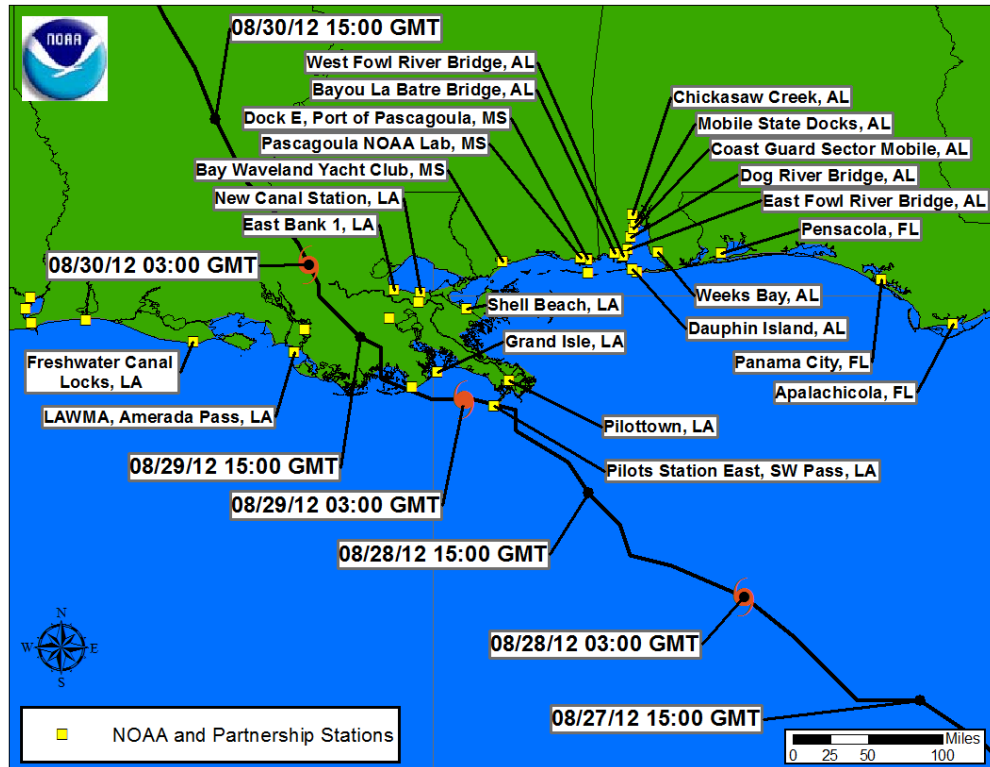 NOAA
08/30/12 15:00 GMT
West Fowl River Bridge, AL
Bayou La Batre Bridge, AL
Dock E, Port of Pascagoula, MS
Pascagoula NOAA Lab, MS
Bay Waveland Yacht Club, MS
New Canal Station, LA
East Bank 1, LA
Chickasaw Creek, AL
Mobile State Docks, AL
Coast Guard Sector Mobile, AL
Dog River Bridge, AL
East Fowl River Bridge, AL
Pensacola, FL
08/30/12 03:00 GMT
Shell Beach, LA
Weeks Bay, AL
Grand Isle, LA
Dauphin Island, AL
Freshwater Canal
Locks, LA
Panama City, FL
Apalachicola, FL
LAWMA, Amerada Pass, LA
Pilottown, LA
08/29/12 15:00 GMT
Pilots Station East, SW Pass, LA
08/29/12 03:00 GMT
08/28/12 15:00 GMT
N
W
E
S
08/28/12 03:00 GMT
08/27/12 15:00 GMT
NOAA and Partnership Stations
Miles
0 25 50 100